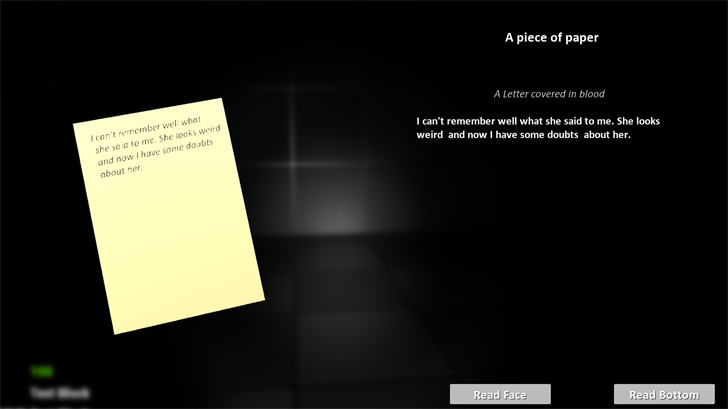 A piece of paper
A Letter covered in blood
I can't remember well what she said to me. She looks
weird  and now I have some doubts  about her.
I can't remember well what
she said to me. She looks weird
and now I have some doubts
about her.
100
Text Block
Read Face
Read Bottom